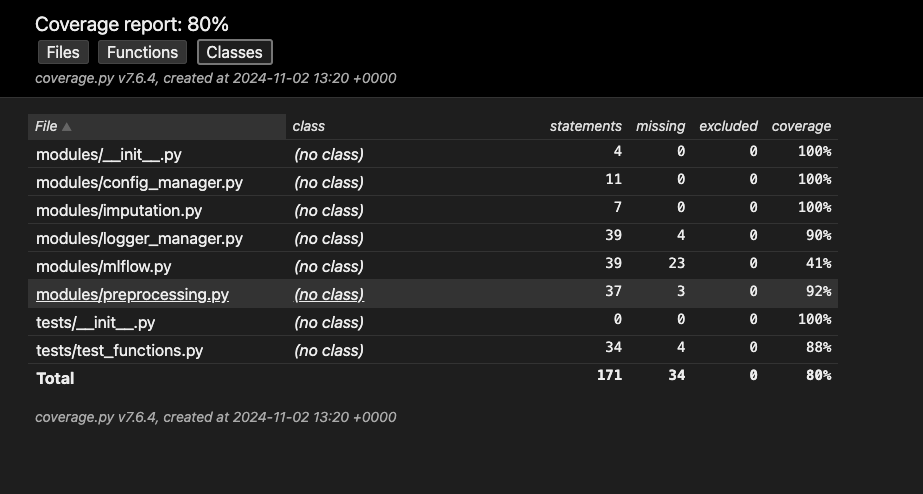 Coverage report: 80%
Files Functions Classes
coverage.py v7.6.4, created at 2024-11-02 13:20 +0000
File ▲ class statements missing excluded coverage
modules/__init__.py (no class) 4 0 0 100%
modules/config_manager.py (no class) 11 0 0 100%
modules/imputation.py (no class) 7 0 0 100%
modules/logger_manager.py (no class) 39 4 0 90%
modules/mlflow.py (no class) 39 23 0 41%
modules/preprocessing.py (no class) 37 3 0 92%
tests/__init__.py (no class) 0 0 0 100%
tests/test_functions.py (no class) 34 4 0 88%
Total 171 34 0 80%
coverage.py v7.6.4, created at 2024-11-02 13:20 +0000